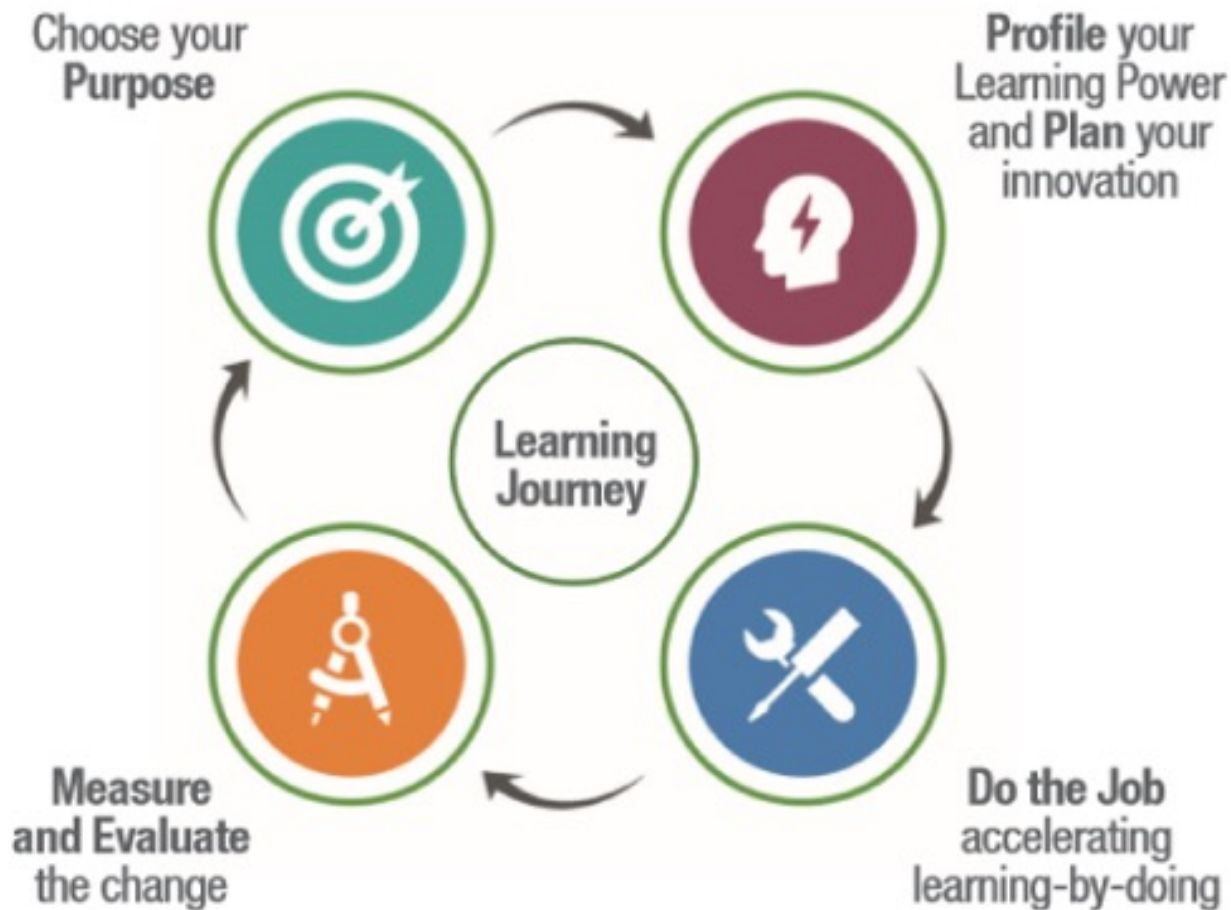 Choose your
Purpose
Profile your
Learning Power
and Plan your
innovation
Learning
Journey
Measure
and Evaluate
the change
Do the Job
accelerating
learning-by-doing